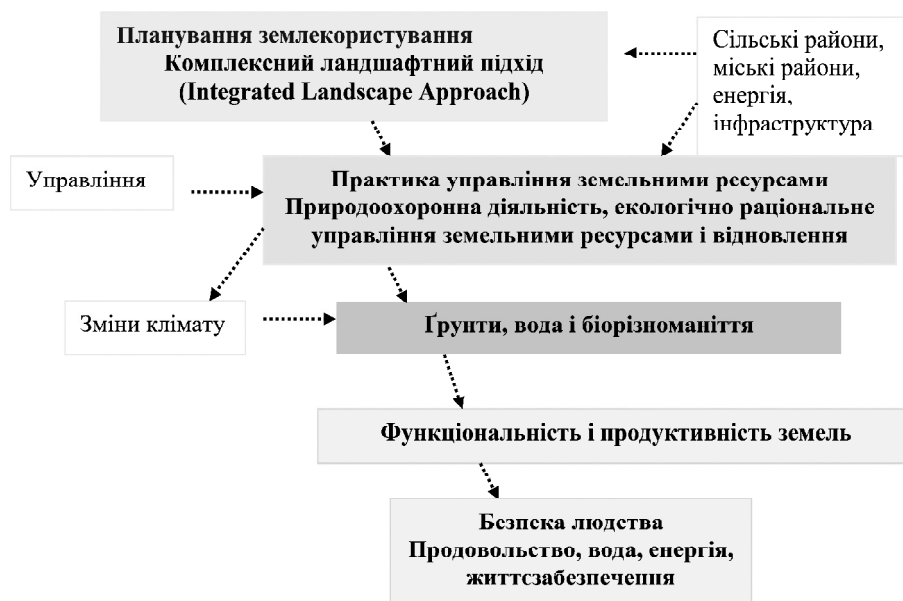 Планування землекористування
Комплексний ландшафтний підхід
(Integrated Landscape Approach)
Сільські райони,
міські райони,
енергія,
інфраструктура
Управління
Практика управління земельними ресурсами
Природоохоронна діяльність, екологічно раціональне
управління земельними ресурсами і відновлення
Зміни клімату
Ґрунти, вода і біорізноманіття
Функціональність і продуктивність земель
Безпека людства
Продовольство, вода, енергія,
життєзабезпечення